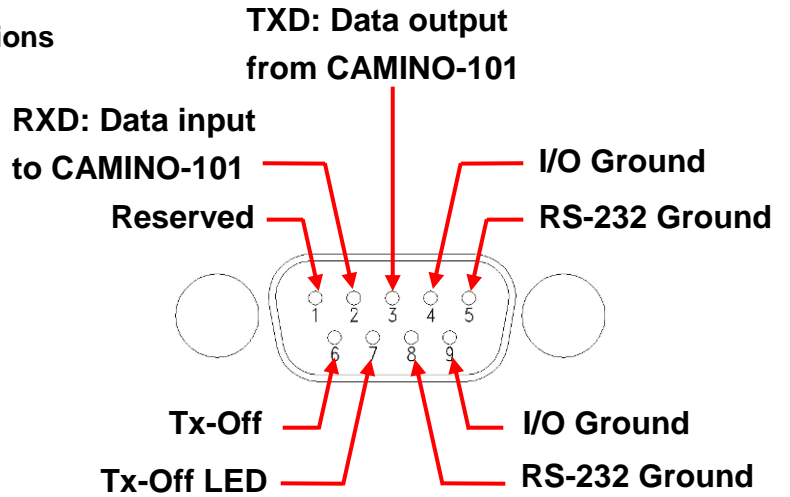 ions
TXD: Data output
from CAMINO-101
RXD: Data input
to CAMINO-101
I/O Ground
Reserved
RS-232 Ground
1 2 3 4 5
6 7 8 9
Tx-Off
I/O Ground
Tx-Off LED
RS-232 Ground